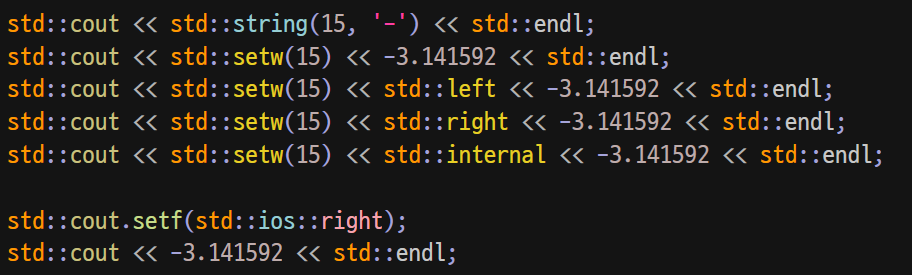 std::cout << std::string(15, '-') << std::endl;
std::cout << std::setw(15) << -3.141592 << std::endl;
std::cout << std::setw(15) << std::left << -3.141592 << std::endl;
std::cout << std::setw(15) << std::right << -3.141592 << std::endl;
std::cout << std::setw(15) << std::internal << -3.141592 << std::endl;
std::cout.setf(std::ios::right);
std::cout << -3.141592 << std::endl;